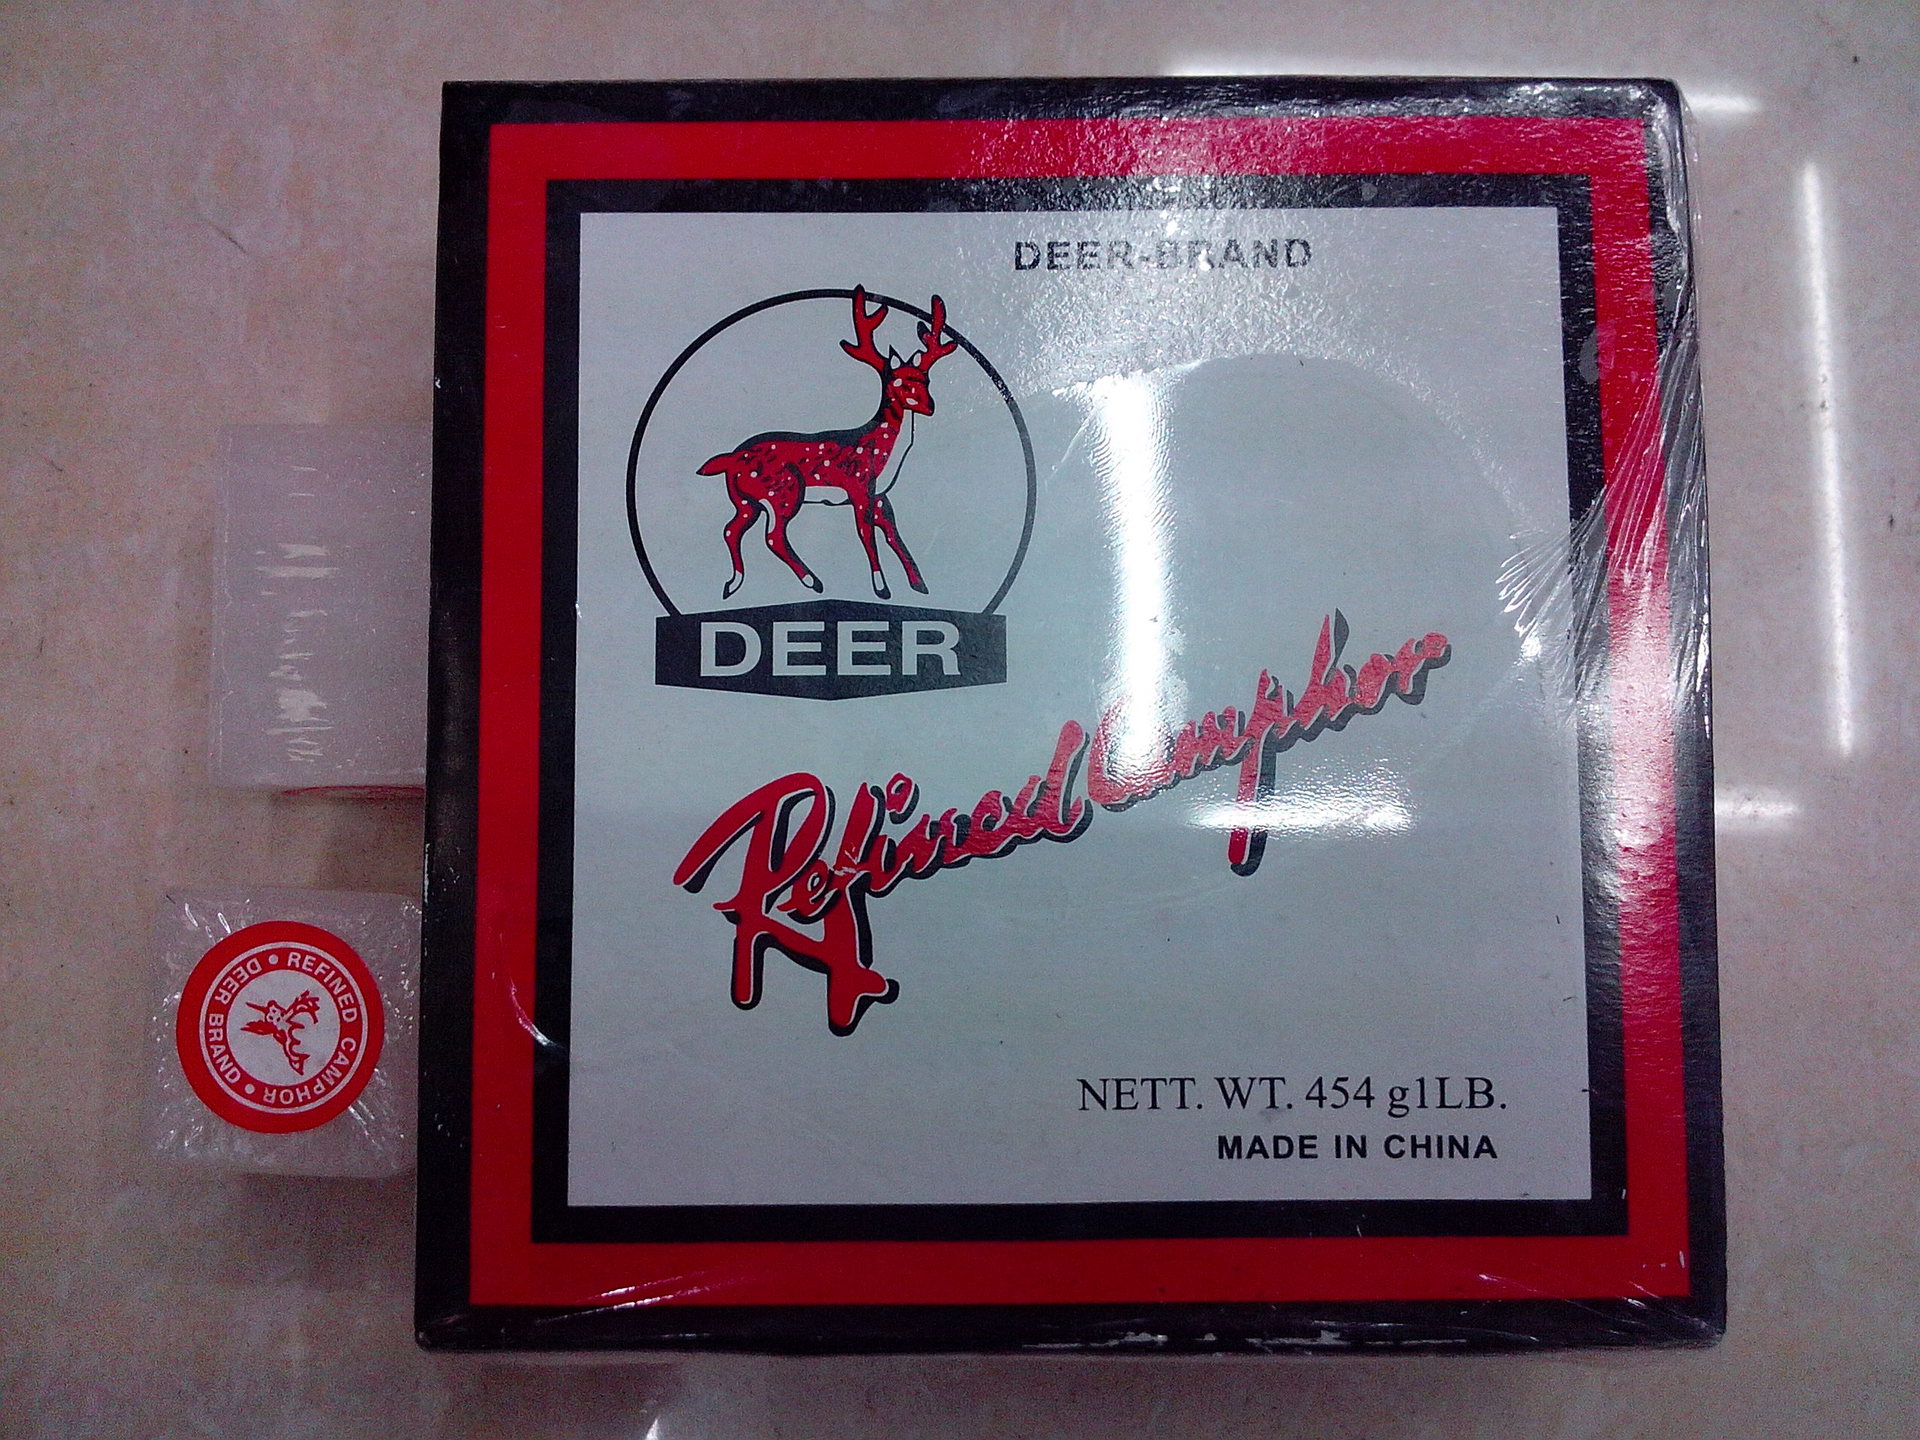 DEER-BRAND
DEER
Refined Camphor
NETT. WT. 454 g1LB.
MADE IN CHINA
REFINED CAMPHOR • DEER BRAND •